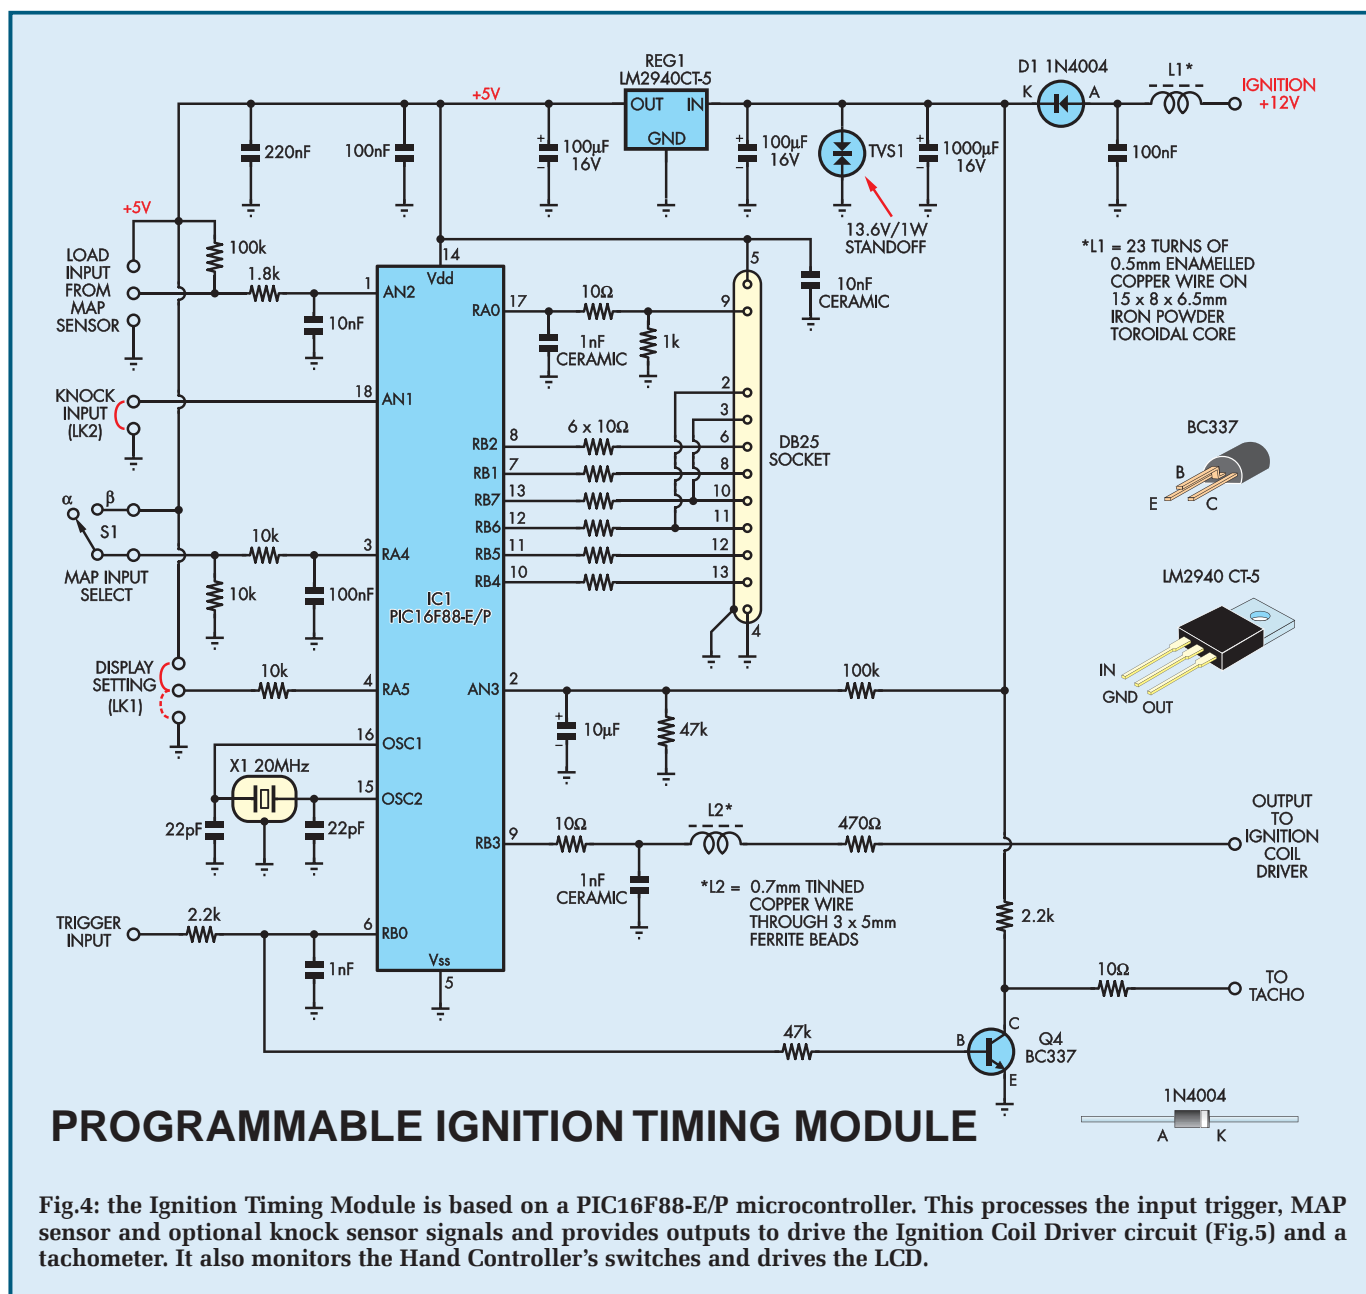 REG1
LM2940CT-5
OUT IN
GND
+5V
D1 1N4004
K A
L1*
IGNITION
+12V
220nF
100nF
100µF
16V
+
–
100µF
16V
+
–
TVS1
1000µF
16V
+
–
100nF
13.6V/1W
STANDOFF
*L1 = 23 TURNS OF
0.5mm ENAMELLED
COPPER WIRE ON
15 x 8 x 6.5mm
IRON POWDER
TOROIDAL CORE
+5V
LOAD
INPUT
FROM
MAP
SENSOR
100k
1.8k
10nF
1
AN2
14
Vdd
17
RA0
10Ω
1nF
CERAMIC
1k
5
9
10nF
CERAMIC
KNOCK
INPUT
(LK2)
18
AN1
2
3
6
8
10
11
12
13
4
DB25
SOCKET
6 x 10Ω
8
RB2
7
RB1
13
RB7
12
RB6
11
RB5
10
RB4
α β
S1
MAP INPUT
SELECT
10k
10k
100nF
3
RA4
IC1
PIC16F88-E/P
BC337
B
E C
LM2940 CT-5
IN
GND
OUT
DISPLAY
SETTING
(LK1)
10k
4
RA5
2
AN3
+
–
10µF
47k
100k
16
OSC1
X1 20MHz
15
OSC2
22pF
22pF
9
RB3
10Ω
1nF
CERAMIC
L2*
470Ω
OUTPUT
TO
IGNITION
COIL
DRIVER
*L2 = 0.7mm TINNED
COPPER WIRE
THROUGH 3 x 5mm
FERRITE BEADS
TRIGGER
INPUT
2.2k
1nF
6
RB0
Vss
5
2.2k
10Ω
TO
TACHO
47k
B
C
E
Q4
BC337
1N4004
A K
PROGRAMMABLE IGNITION TIMING MODULE
Fig.4: the Ignition Timing Module is based on a PIC16F88-E/P microcontroller. This processes the input trigger, MAP
sensor and optional knock sensor signals and provides outputs to drive the Ignition Coil Driver circuit (Fig.5) and a
tachometer. It also monitors the Hand Controller's switches and drives the LCD.